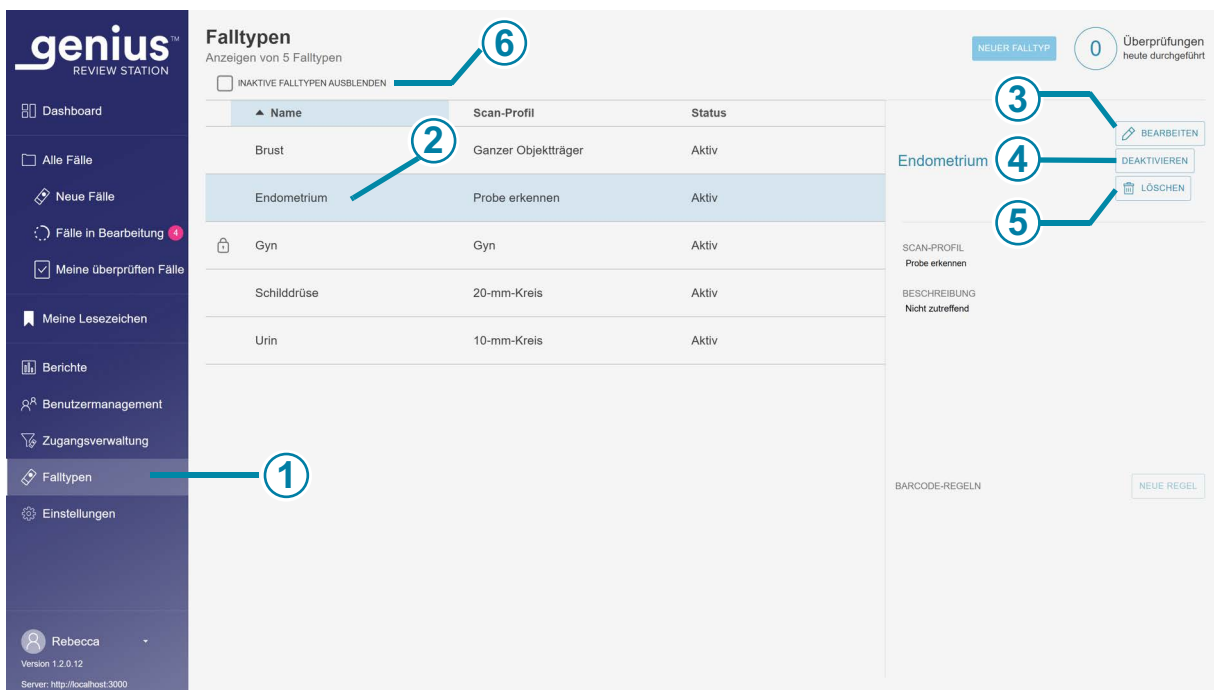 genius™
REVIEW STATION
Dashboard
Alle Fälle
Neue Fälle
Fälle in Bearbeitung 4
Meine überprüften Fälle
Meine Lesezeichen
Berichte
Benutzermanagement
Zugangsverwaltung
Falltypen
Einstellungen
Rebecca
Version 1.2.0.12
Server: http://localhost:3000
1
Falltypen
Anzeigen von 5 Falltypen
INAKTIVE FALLTYPEN AUSBLENDEN
6
NEUER FALLTYP
0
Überprüfungen
heute durchgeführt
Name Scan-Profil Status
Brust Ganzer Objektträger Aktiv
2
Endometrium Probe erkennen Aktiv
Gyn Gyn Aktiv
Schilddrüse 20-mm-Kreis Aktiv
Urin 10-mm-Kreis Aktiv
3
BEARBEITEN
Endometrium
4
DEAKTIVIEREN
5
LÖSCHEN
SCAN-PROFIL
Probe erkennen
BESCHREIBUNG
Nicht zutreffend
BARCODE-REGELN
NEUE REGEL